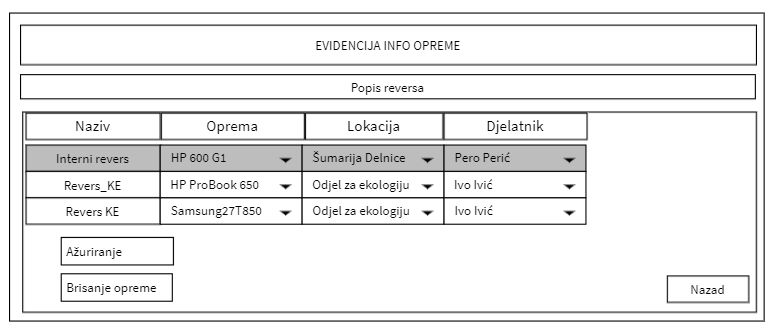 EVIDENCIJA INFO OPREME
Popis reversa
Naziv Oprema Lokacija Djelatnik
Interni revers HP 600 G1 Šumarija Delnice Pero Perić
Revers_KE HP ProBook 650 Odjel za ekologiju Ivo Ivić
Revers KE Samsung27T850 Odjel za ekologiju Ivo Ivić
Ažuriranje
Brisanje opreme
Nazad